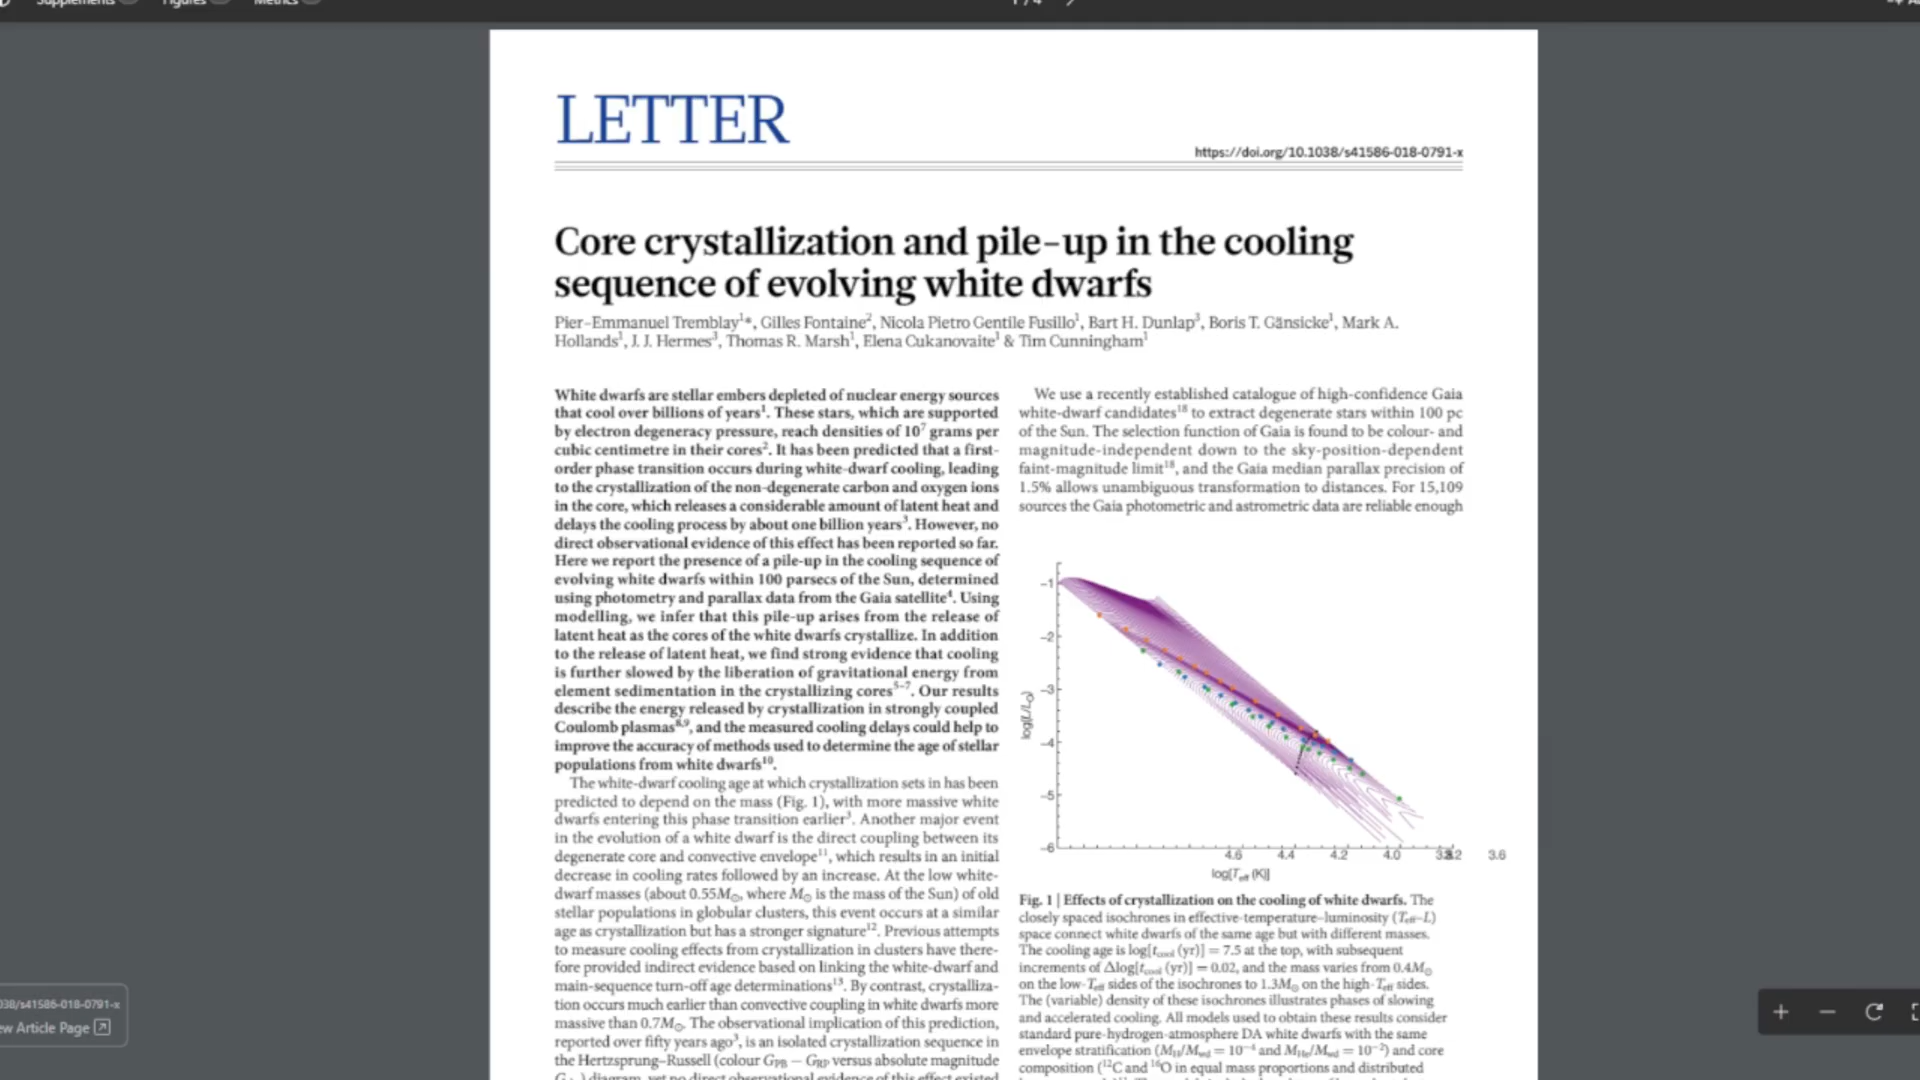 Supplements
Figures
Metrics
1 / 4
LETTER
https://doi.org/10.1038/s41586-018-0791-x
Core crystallization and pile-up in the cooling
sequence of evolving white dwarfs
Pier-Emmanuel Tremblay1*, Gilles Fontaine2, Nicola Pietro Gentile Fusillo1, Bart H. Dunlap3, Boris T. Gänsicke1, Mark A.
Hollands1, J. J. Hermes3, Thomas R. Marsh1, Elena Cukanovaite1 & Tim Cunningham1
White dwarfs are stellar embers depleted of nuclear energy sources
that cool over billions of years1. These stars, which are supported
by electron degeneracy pressure, reach densities of 10⁷ grams per
cubic centimetre in their cores2. It has been predicted that a first-
order phase transition occurs during white-dwarf cooling, leading
to the crystallization of the non-degenerate carbon and oxygen ions
in the core, which releases a considerable amount of latent heat and
delays the cooling process by about one billion years3. However, no
direct observational evidence of this effect has been reported so far.
Here we report the presence of a pile-up in the cooling sequence of
evolving white dwarfs within 100 parsecs of the Sun, determined
using photometry and parallax data from the Gaia satellite4. Using
modelling, we infer that this pile-up arises from the release of
latent heat as the cores of the white dwarfs crystallize. In addition
to the release of latent heat, we find strong evidence that cooling
is further slowed by the liberation of gravitational energy from
element sedimentation in the crystallizing cores5–7. Our results
describe the energy released by crystallization in strongly coupled
Coulomb plasmas8,9, and the measured cooling delays could help to
improve the accuracy of methods used to determine the age of stellar
populations from white dwarfs10.
The white-dwarf cooling age at which crystallization sets in has been
predicted to depend on the mass (Fig. 1), with more massive white
dwarfs entering this phase transition earlier3. Another major event
in the evolution of a white dwarf is the direct coupling between its
degenerate core and convective envelope11, which results in an initial
decrease in cooling rates followed by an increase. At the low white-
dwarf masses (about 0.55M⊙, where M⊙ is the mass of the Sun) of old
stellar populations in globular clusters, this event occurs at a similar
age as crystallization but has a stronger signature12. Previous attempts
to measure cooling effects from crystallization in clusters have there-
fore provided indirect evidence based on linking the white-dwarf and
main-sequence turn-off age determinations13. By contrast, crystalliza-
tion occurs much earlier than convective coupling in white dwarfs more
massive than 0.7M⊙. The observational implication of this prediction,
reported over fifty years ago3, is an isolated crystallization sequence in
the Hertzsprung–Russell (colour GPB − GRP versus absolute magnitude
diagram, yet no direct observational evidence of this effect existed
We use a recently established catalogue of high-confidence Gaia
white-dwarf candidates18 to extract degenerate stars within 100 pc
of the Sun. The selection function of Gaia is found to be colour- and
magnitude-independent down to the sky-position-dependent
faint-magnitude limit18, and the Gaia median parallax precision of
1.5% allows unambiguous transformation to distances. For 15,109
sources the Gaia photometric and astrometric data are reliable enough
−1
−2
−3
−4
−5
−6
log(L/L⊙)
4.6 4.4 4.2 4.0 3.6
log[Teff (K)]
Fig. 1 | Effects of crystallization on the cooling of white dwarfs. The
closely spaced isochrones in effective-temperature–luminosity (Teff–L)
space connect white dwarfs of the same age but with different masses.
The cooling age is log[tcool (yr)] = 7.5 at the top, with subsequent
increments of Δlog[tcool (yr)] = 0.02, and the mass varies from 0.4M⊙
on the low-Teff sides of the isochrones to 1.3M⊙ on the high-Teff sides.
The (variable) density of these isochrones illustrates phases of slowing
and accelerated cooling. All models used to obtain these results consider
standard pure-hydrogen-atmosphere DA white dwarfs with the same
envelope stratification (MH/Mwd = 10−4 and MHe/Mwd = 10−2) and core
composition (12C and 16O in equal mass proportions and distributed
038/s41586-018-0791-x
ew Article Page